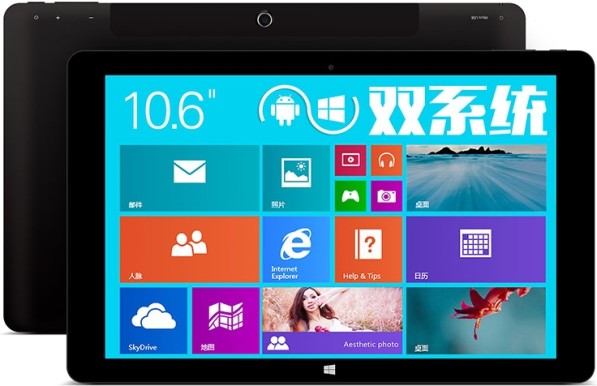 10.6"
双系统
邮件
照片
桌面
人脉
Internet
Explorer
Help & Tips
日历
SkyDrive
地图
Aesthetic photo
桌面